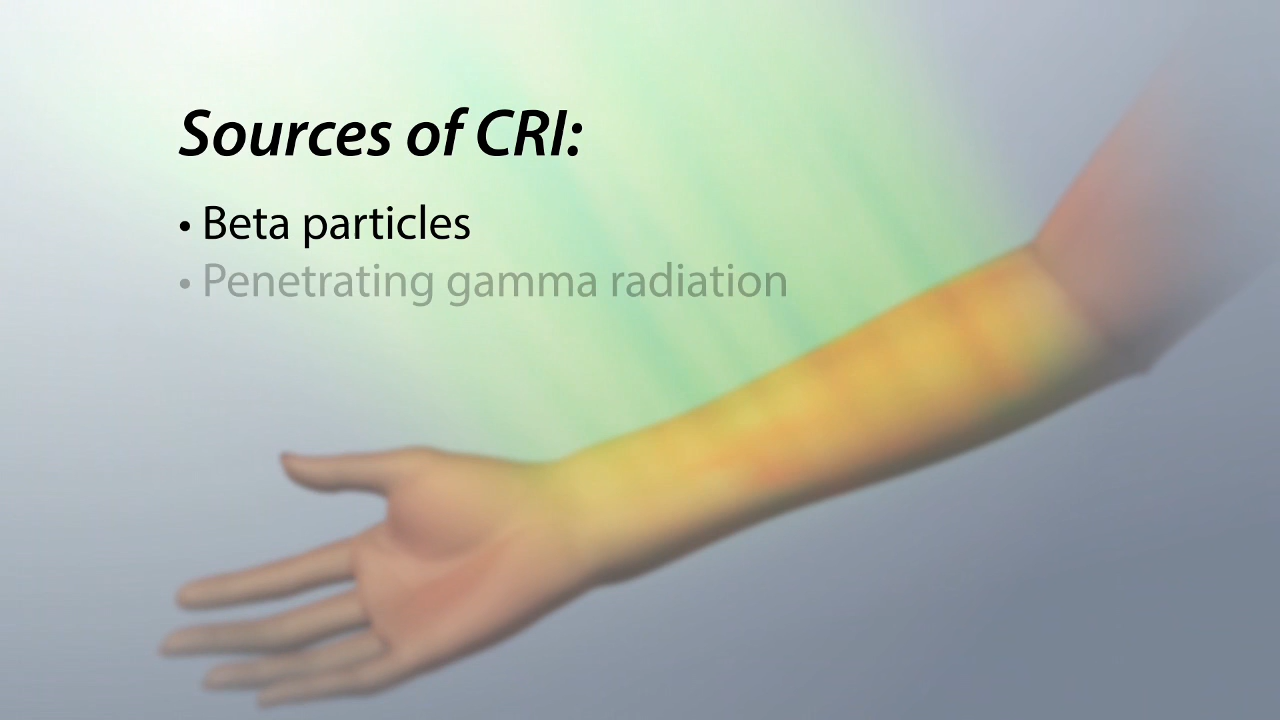 Sources of CRI:
• Beta particles
• Penetrating gamma radiation